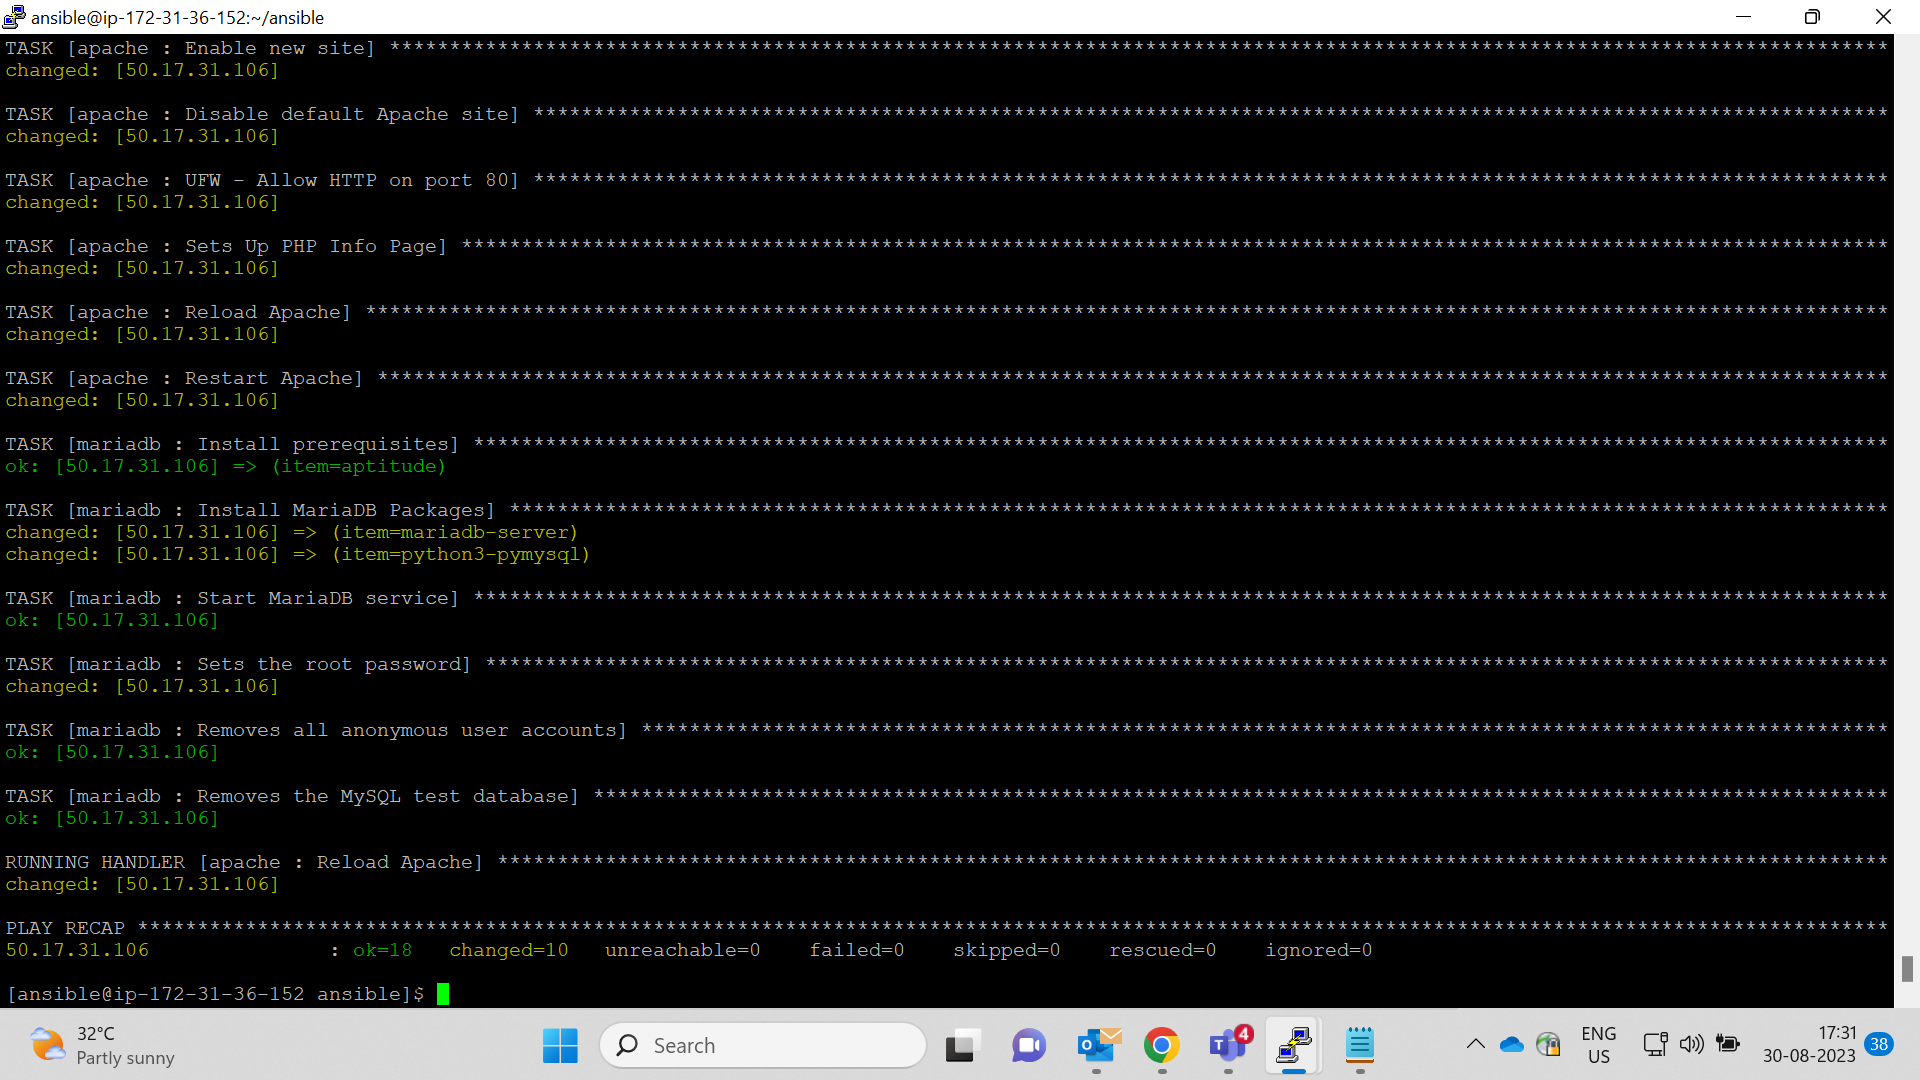 ansible@ip-172-31-36-152:~/ansible
TASK [apache : Enable new site] *****************************************************************************************************************************
changed: [50.17.31.106]
TASK [apache : Disable default Apache site] *****************************************************************************************************************
changed: [50.17.31.106]
TASK [apache : UFW - Allow HTTP on port 80] *****************************************************************************************************************
changed: [50.17.31.106]
TASK [apache : Sets Up PHP Info Page] ***********************************************************************************************************************
changed: [50.17.31.106]
TASK [apache : Reload Apache] *******************************************************************************************************************************
changed: [50.17.31.106]
TASK [apache : Restart Apache] ******************************************************************************************************************************
changed: [50.17.31.106]
TASK [mariadb : Install prerequisites] **********************************************************************************************************************
ok: [50.17.31.106] => (item=aptitude)
TASK [mariadb : Install MariaDB Packages] *******************************************************************************************************************
changed: [50.17.31.106] => (item=mariadb-server)
changed: [50.17.31.106] => (item=python3-pymysql)
TASK [mariadb : Start MariaDB service] **********************************************************************************************************************
ok: [50.17.31.106]
TASK [mariadb : Sets the root password] *********************************************************************************************************************
changed: [50.17.31.106]
TASK [mariadb : Removes all anonymous user accounts] ********************************************************************************************************
ok: [50.17.31.106]
TASK [mariadb : Removes the MySQL test database] ************************************************************************************************************
ok: [50.17.31.106]
RUNNING HANDLER [apache : Reload Apache] ********************************************************************************************************************
changed: [50.17.31.106]
PLAY RECAP **************************************************************************************************************************************************
50.17.31.106 : ok=18 changed=10 unreachable=0 failed=0 skipped=0 rescued=0 ignored=0
[ansible@ip-172-31-36-152 ansible]$
32°C
Partly sunny
Search
4
ENG
US
17:31
30-08-2023
38